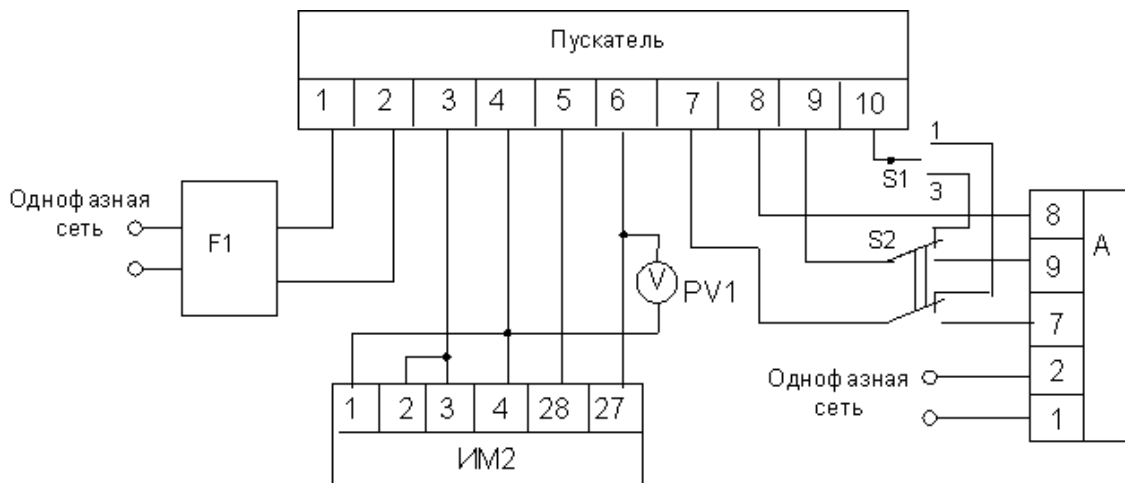 Пускатель
1 2 3 4 5 6 7 8 9 10
1
S1
3
Однофазная
сеть
F1
S2
8
А
9
7
2
1
PV1
V
Однофазная
сеть
1 2 3 4 28 27
ИМ2